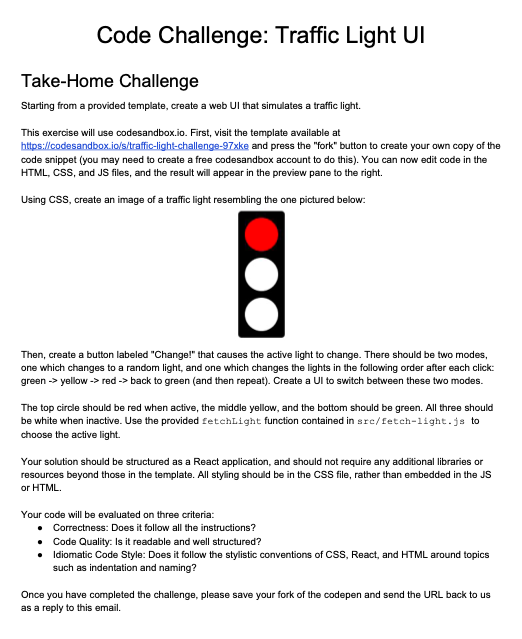 Code Challenge: Traffic Light UI
Take-Home Challenge
Starting from a provided template, create a web UI that simulates a traffic light.
This exercise will use codesandbox.io. First, visit the template available at
https://codesandbox.io/s/traffic-light-challenge-97xke and press the "fork" button to create your own copy of the
code snippet (you may need to create a free codesandbox account to do this). You can now edit code in the
HTML, CSS, and JS files, and the result will appear in the preview pane to the right.
Using CSS, create an image of a traffic light resembling the one pictured below:
Then, create a button labeled "Change!" that causes the active light to change. There should be two modes,
one which changes to a random light, and one which changes the lights in the following order after each click:
green -> yellow -> red -> back to green (and then repeat). Create a UI to switch between these two modes.
The top circle should be red when active, the middle yellow, and the bottom should be green. All three should
be white when inactive. Use the provided fetchLight function contained in src/fetch-light.js to
choose the active light.
Your solution should be structured as a React application, and should not require any additional libraries or
resources beyond those in the template. All styling should be in the CSS file, rather than embedded in the JS
or HTML.
Your code will be evaluated on three criteria:
● Correctness: Does it follow all the instructions?
● Code Quality: Is it readable and well structured?
● Idiomatic Code Style: Does it follow the stylistic conventions of CSS, React, and HTML around topics
such as indentation and naming?
Once you have completed the challenge, please save your fork of the codepen and send the URL back to us
as a reply to this email.